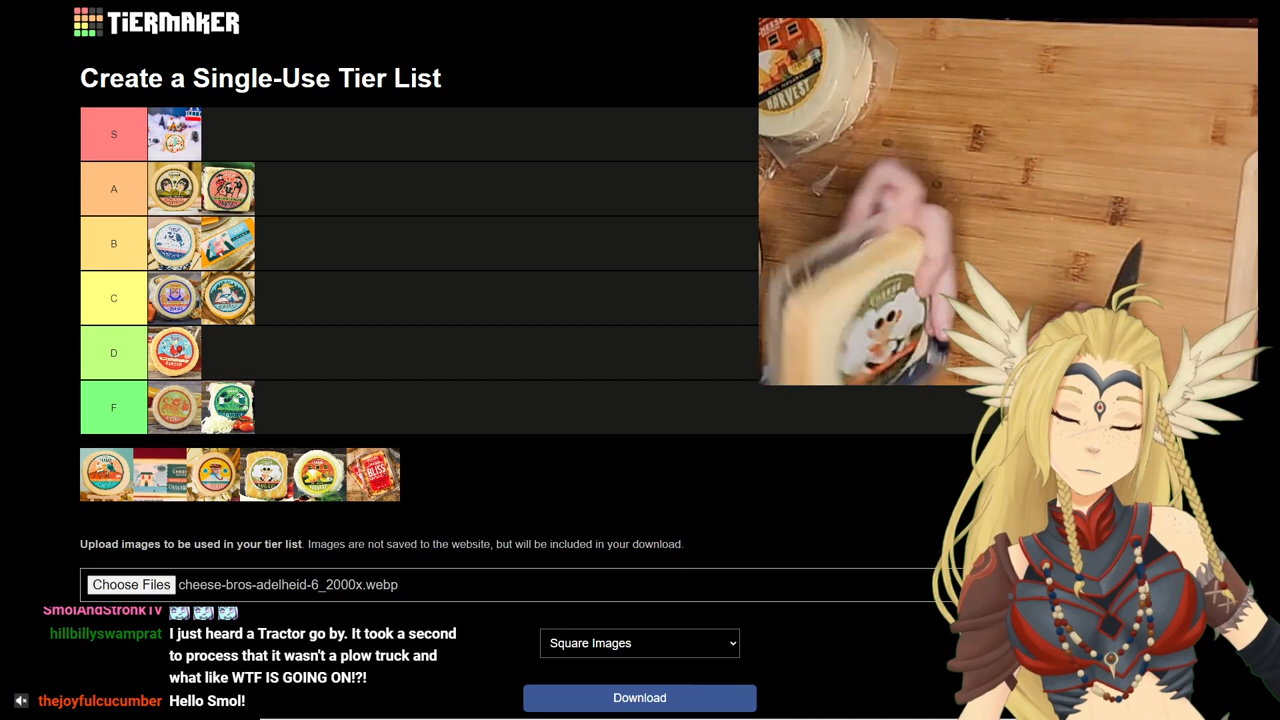 TiERMAKER
Create a Single-Use Tier List
S
A
B
C
D
F
HARVEST
CHEESE
BLISS
Upload images to be used in your tier list. Images are not saved to the website, but will be included in your download.
Choose Files cheese-bros-adelheid-6_2000x.webp
SmolAndStronkTV
hillbillyswamprat I just heard a Tractor go by. It took a second
to process that it wasn't a plow truck and
what like WTF IS GOING ON!?!
thejoyfulcucumber Hello Smol!
Square Images
Download